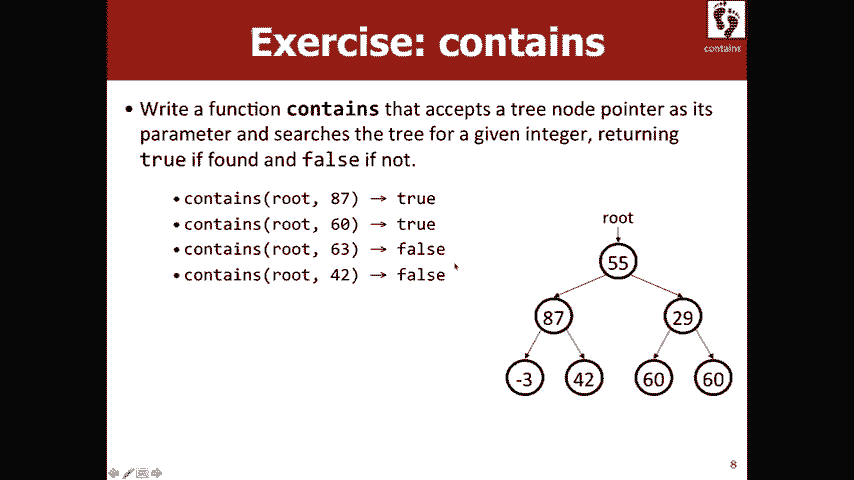 Exercise: contains
contains
• Write a function contains that accepts a tree node pointer as its
parameter and searches the tree for a given integer, returning
true if found and false if not.
• contains(root, 87) → true
• contains(root, 60) → true
• contains(root, 63) → false
• contains(root, 42) → false
root
55
87 29
-3 42 60 60
8